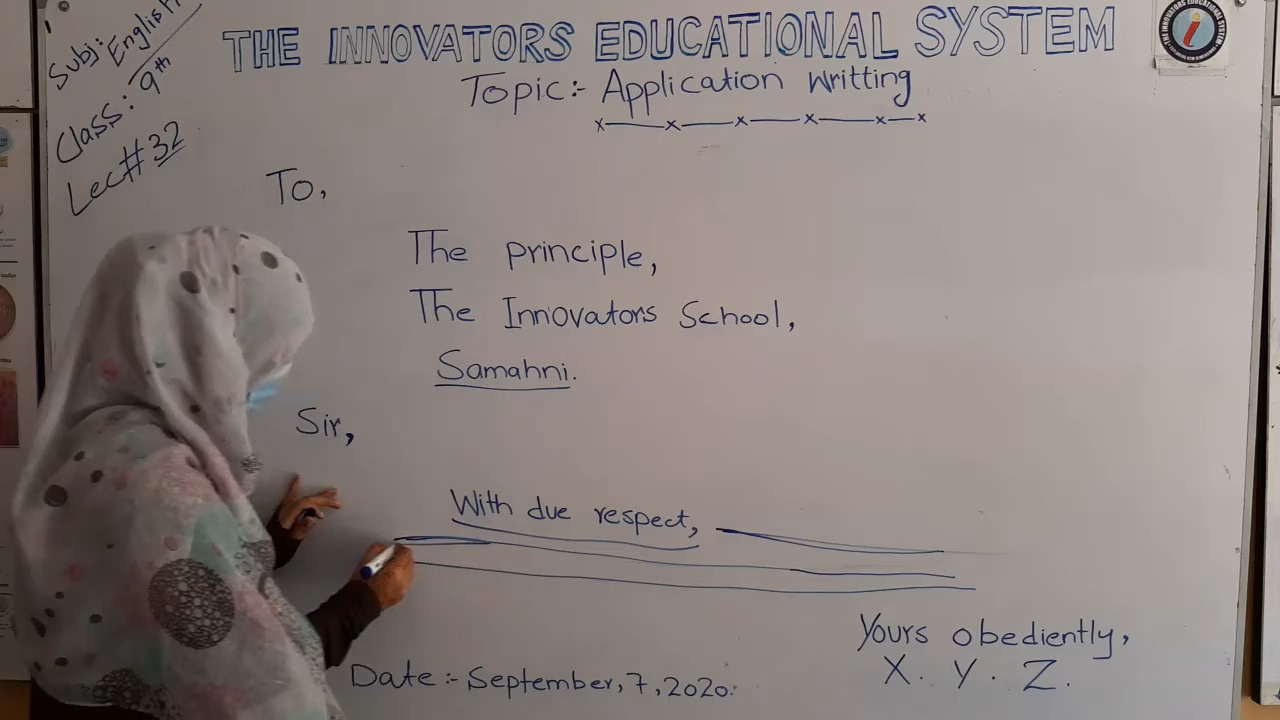 Subj: English
Class: 9th
Lec# 32
THE INNOVATORS EDUCATIONAL SYSTEM
Topic:- Application Writting
To,
The principle,
The Innovators School,
Samahni.
Sir,
With due respect,
Yours obediently,
X. Y. Z.
Date:- September, 7, 2020.